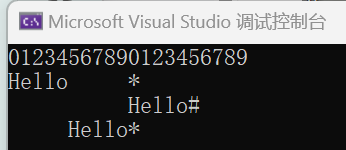 Microsoft Visual Studio 调试控制台
01234567890123456789
Hello     *
          Hello#
     Hello*